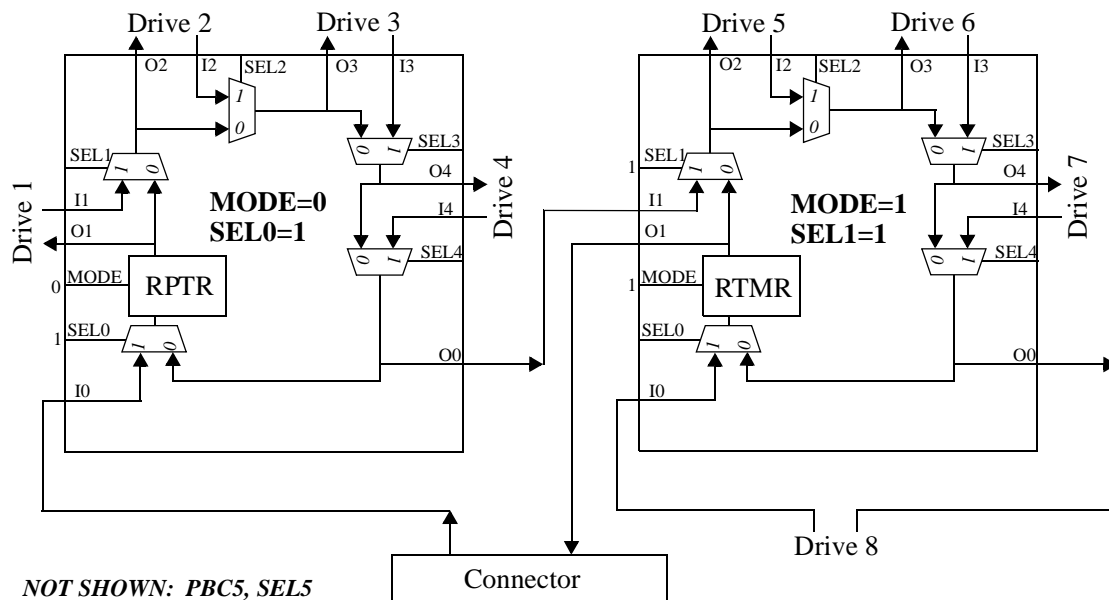 Drive 2
Drive 3
Drive 5
Drive 6
O2
I2
SEL2
O3
I3
O2
I2
SEL2
O3
I3
1
0
1
0
0
1
0
1
SEL1
1
0
SEL3
1
SEL1
1
0
SEL3
Drive 1
I1
O1
MODE=0
SEL0=1
O4
I4
Drive 4
I1
O1
MODE=1
SEL1=1
O4
I4
Drive 7
0
1
SEL4
0
1
SEL4
0
MODE
RPTR
1
MODE
RTMR
1
SEL0
1
0
SEL0
1
0
O0
O0
I0
I0
Drive 8
Connector
NOT SHOWN: PBC5, SEL5